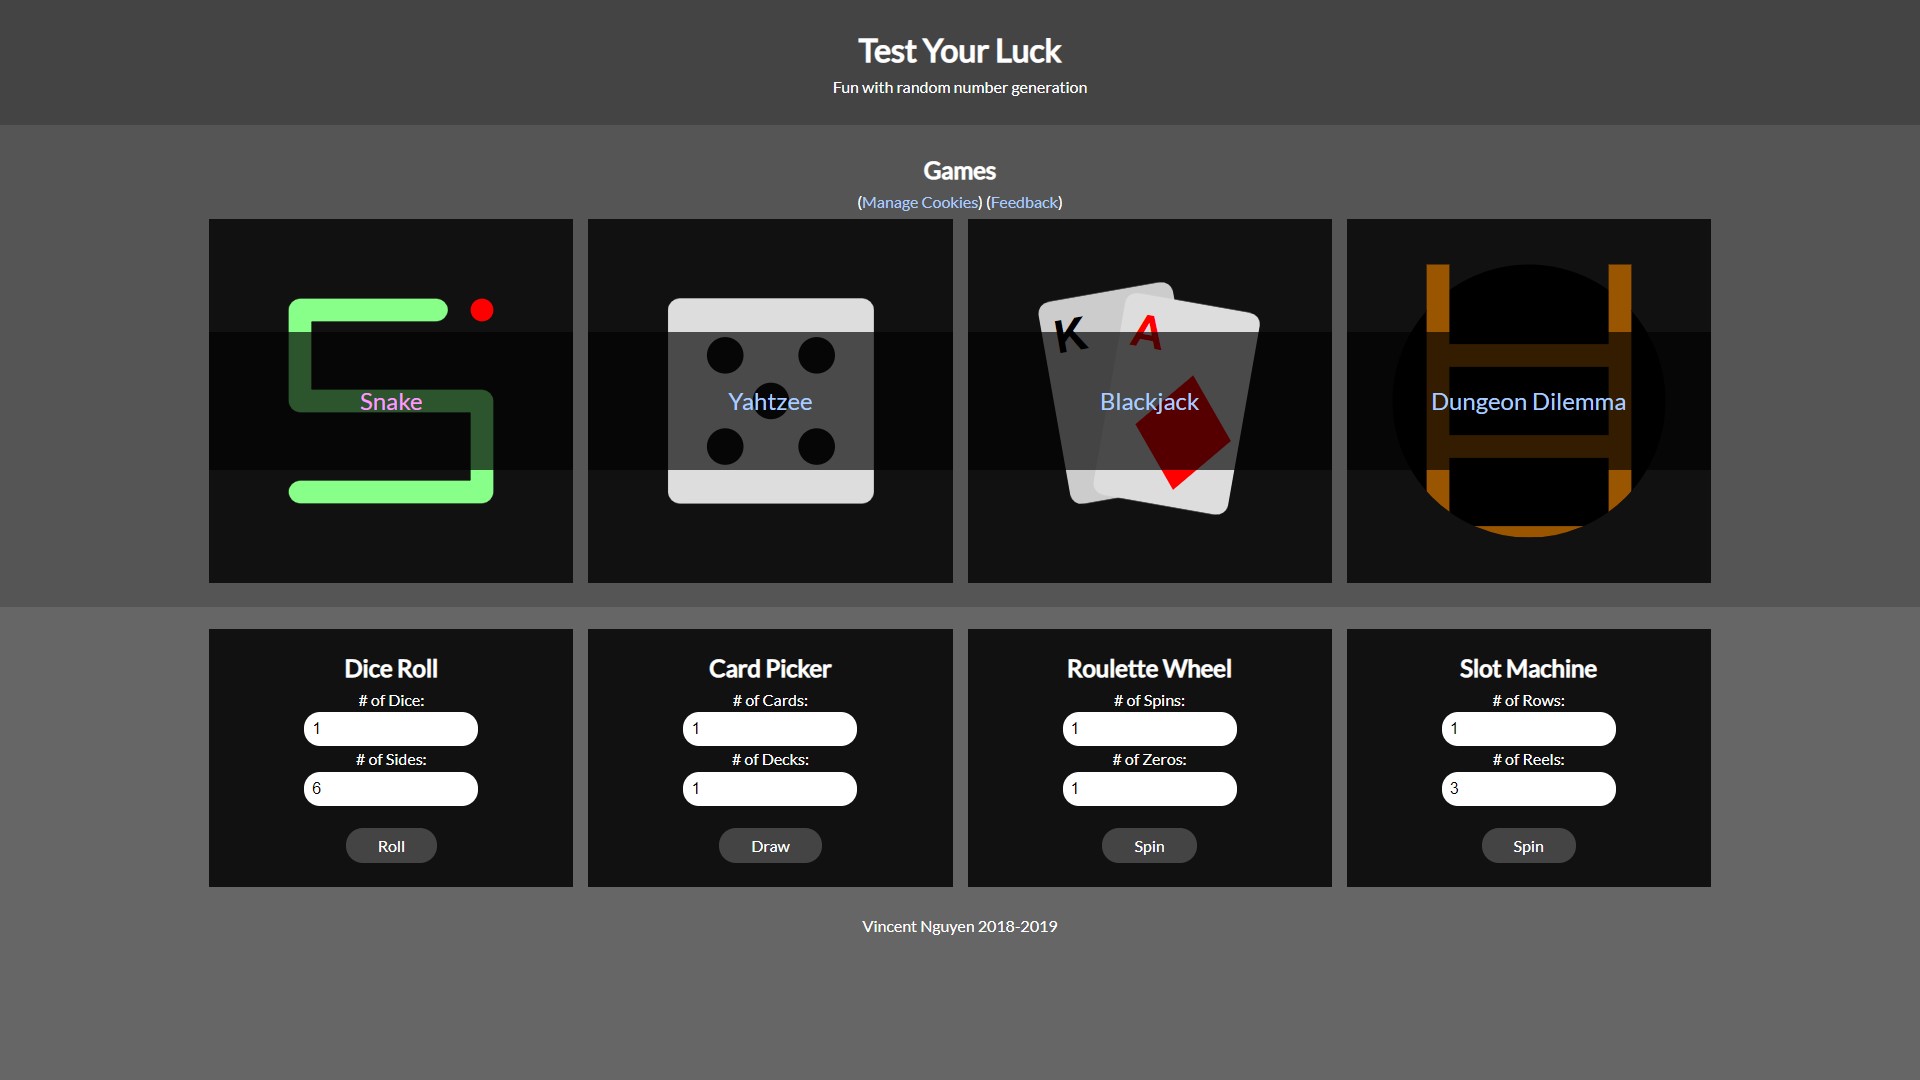 Test Your Luck
Fun with random number generation
Games
(Manage Cookies) (Feedback)
K
A
Snake
Yahtzee
Blackjack
Dungeon Dilemma
Dice Roll
# of Dice:
1
# of Sides:
6
Roll
Card Picker
# of Cards:
1
# of Decks:
1
Draw
Roulette Wheel
# of Spins:
1
# of Zeros:
1
Spin
Slot Machine
# of Rows:
1
# of Reels:
3
Spin
Vincent Nguyen 2018-2019